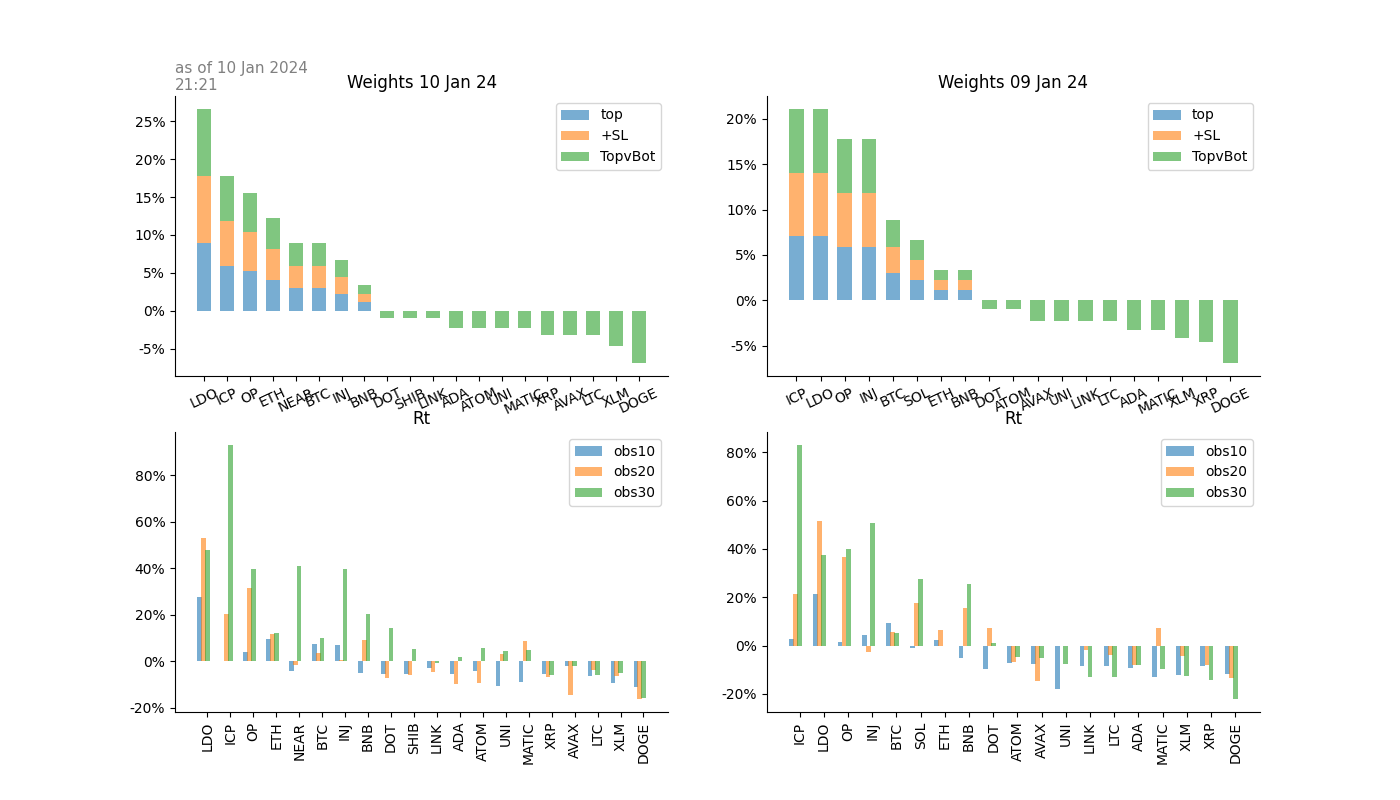 as of 10 Jan 2024
21:21
Weights 10 Jan 24
25%
20%
15%
10%
5%
0%
-5%
top
+SL
TopvBot
LDO ICP OP ETH NEAR BTC INJ BNB DOT SHIB LINK ADA ATOM UNI MATIC XRP AVAX LTC XLM DOGE
Weights 09 Jan 24
20%
15%
10%
5%
0%
-5%
top
+SL
TopvBot
ICP LDO OP INJ BTC SOL ETH BNB DOT ATOM AVAX UNI LINK LTC ADA MATIC XLM XRP DOGE
Rt
80%
60%
40%
20%
0%
-20%
obs10
obs20
obs30
LDO ICP OP ETH NEAR BTC INJ BNB DOT SHIB LINK ADA ATOM UNI MATIC XRP AVAX LTC XLM DOGE
Rt
80%
60%
40%
20%
0%
-20%
obs10
obs20
obs30
ICP LDO OP INJ BTC SOL ETH BNB DOT ATOM AVAX UNI LINK LTC ADA MATIC XLM XRP DOGE